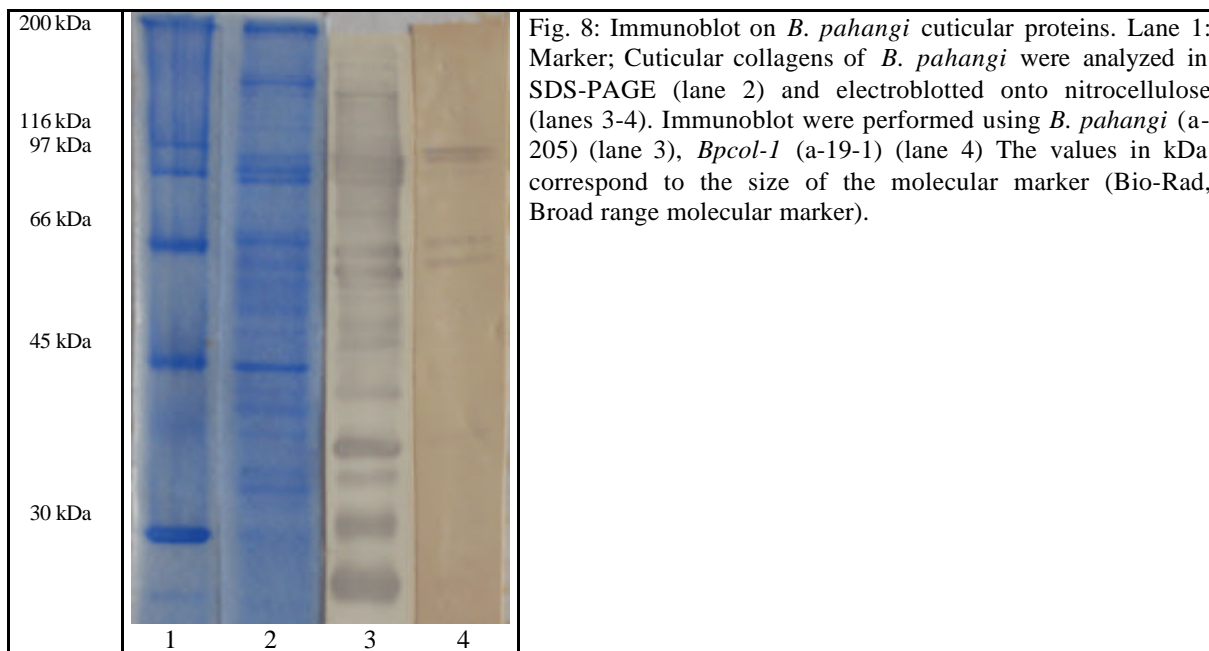 200 kDa
116 kDa
97 kDa
66 kDa
45 kDa
30 kDa
1 2 3 4
Fig. 8: Immunoblot on B. pahangi cuticular proteins. Lane 1:
Marker; Cuticular collagens of B. pahangi were analyzed in
SDS-PAGE (lane 2) and electroblotted onto nitrocellulose
(lanes 3-4). Immunoblot were performed using B. pahangi (a-
205) (lane 3), Bpcol-1 (a-19-1) (lane 4) The values in kDa
correspond to the size of the molecular marker (Bio-Rad,
Broad range molecular marker).